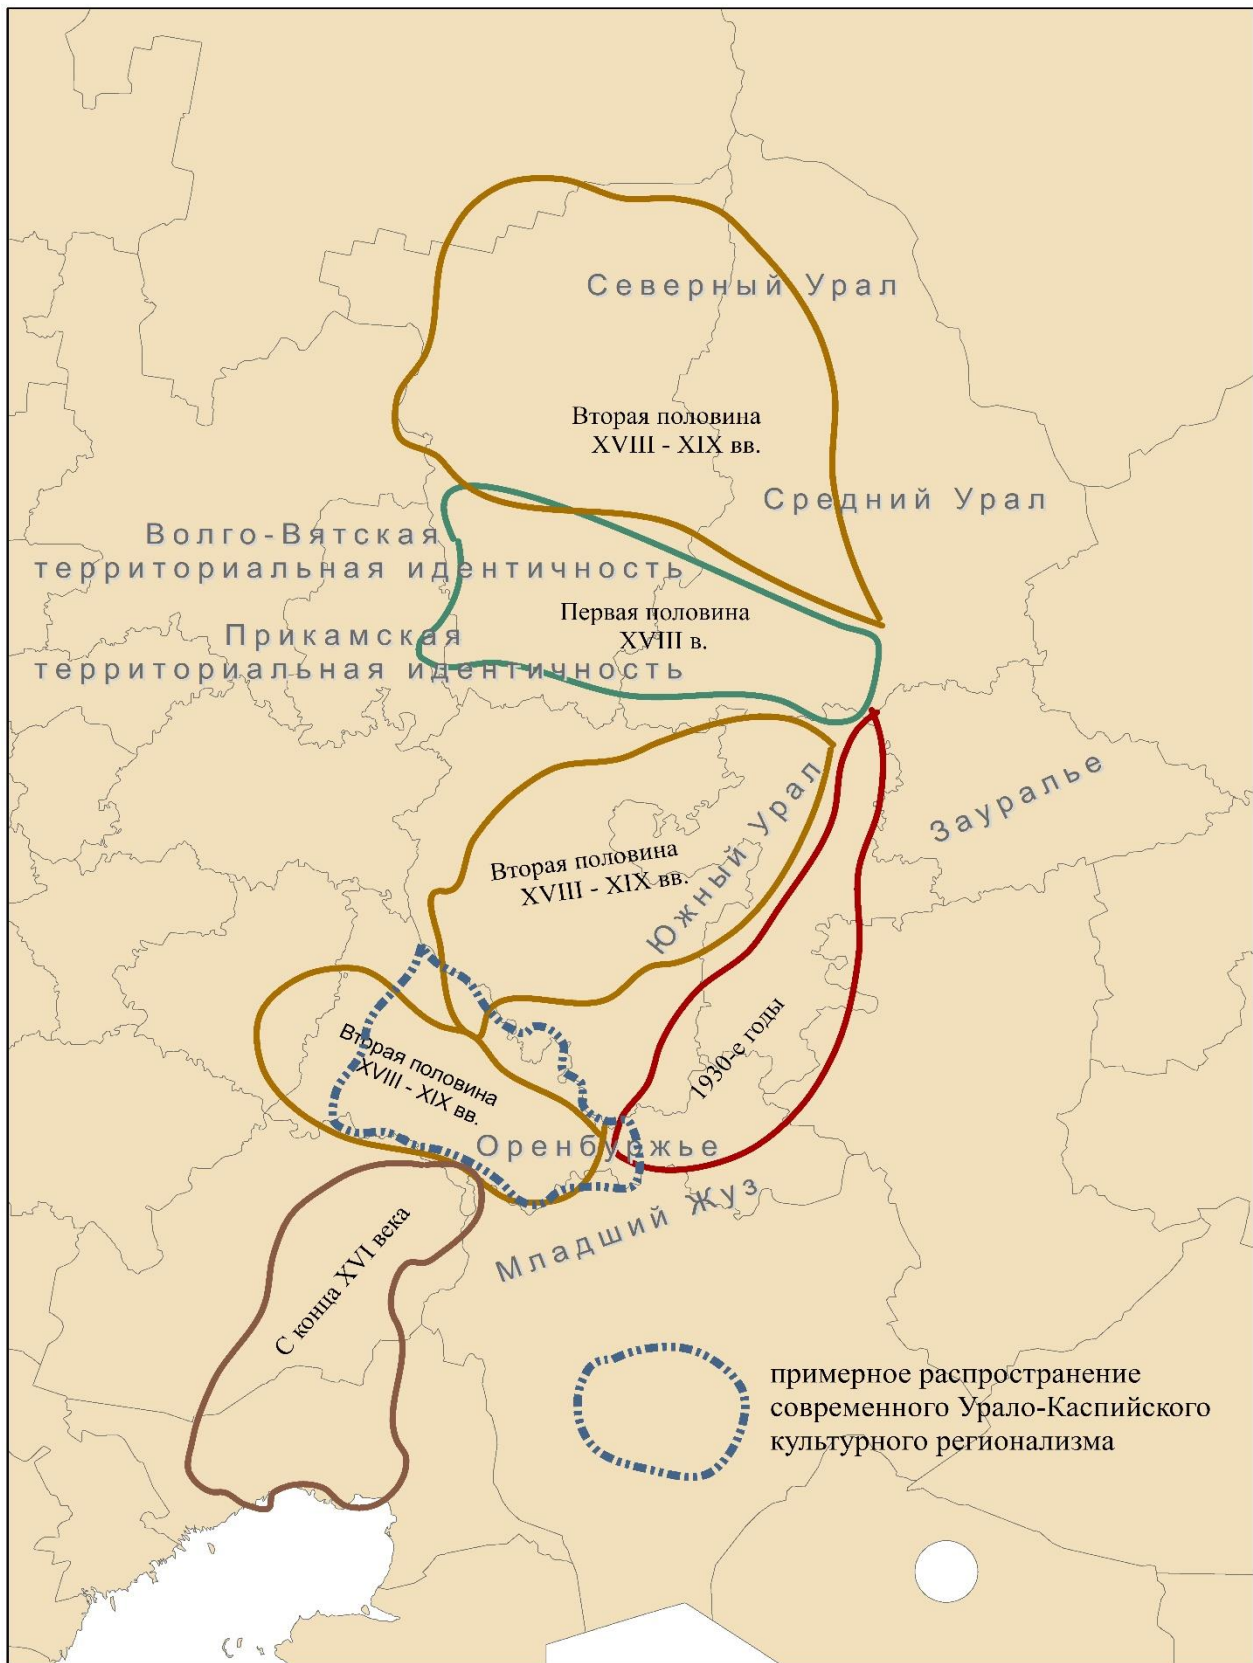 Северный Урал
Вторая половина
XVIII - XIX вв.
Средний Урал
Волго-Вятская
территориальная идентичность
Первая половина
XVIII в.
Прикамская
территориальная идентичность
Зауралье
Южный Урал
Вторая половина
XVIII - XIX вв.
1930-е годы
Вторая половина
XVIII - XIX вв.
Оренбуржье
Младший Жуз
С конца XVI века
примерное распространение
современного Урало-Каспийского
культурного регионализма